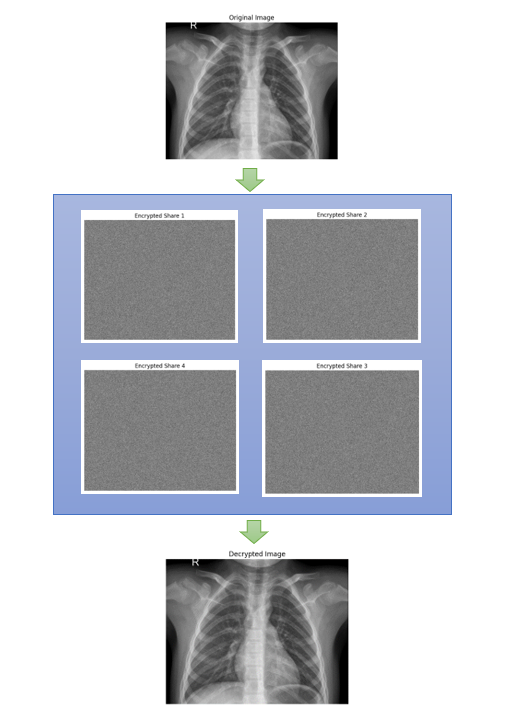 Original Image
R
Encrypted Share 1
Encrypted Share 2
Encrypted Share 4
Encrypted Share 3
Decrypted Image
R